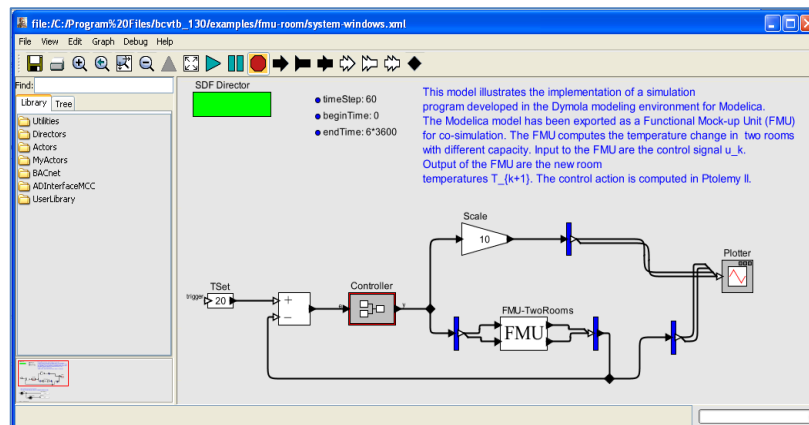 file:/C:/Program%20Files/bcvtb_130/examples/fmu-room/system-windows.xml
File View Edit Graph Debug Help
Find:
Library Tree
Utilities
Directors
Actors
MyActors
BACnet
ADInterfaceMCC
UserLibrary
SDF Director
timeStep: 60
beginTime: 0
endTime: 6*3600
This model illustrates the implementation of a simulation
program developed in the Dymola modeling environment for Modelica.
The Modelica model has been exported as a Functional Mock-up Unit (FMU)
for co-simulation. The FMU computes the temperature change in two rooms
with different capacity. Input to the FMU are the control signal u_k.
Output of the FMU are the new room
temperatures T_{k+1}. The control action is computed in Ptolemy II.
Scale
10
Plotter
trigger
TSet
20
+
−
Controller
FMU-TwoRooms
FMU